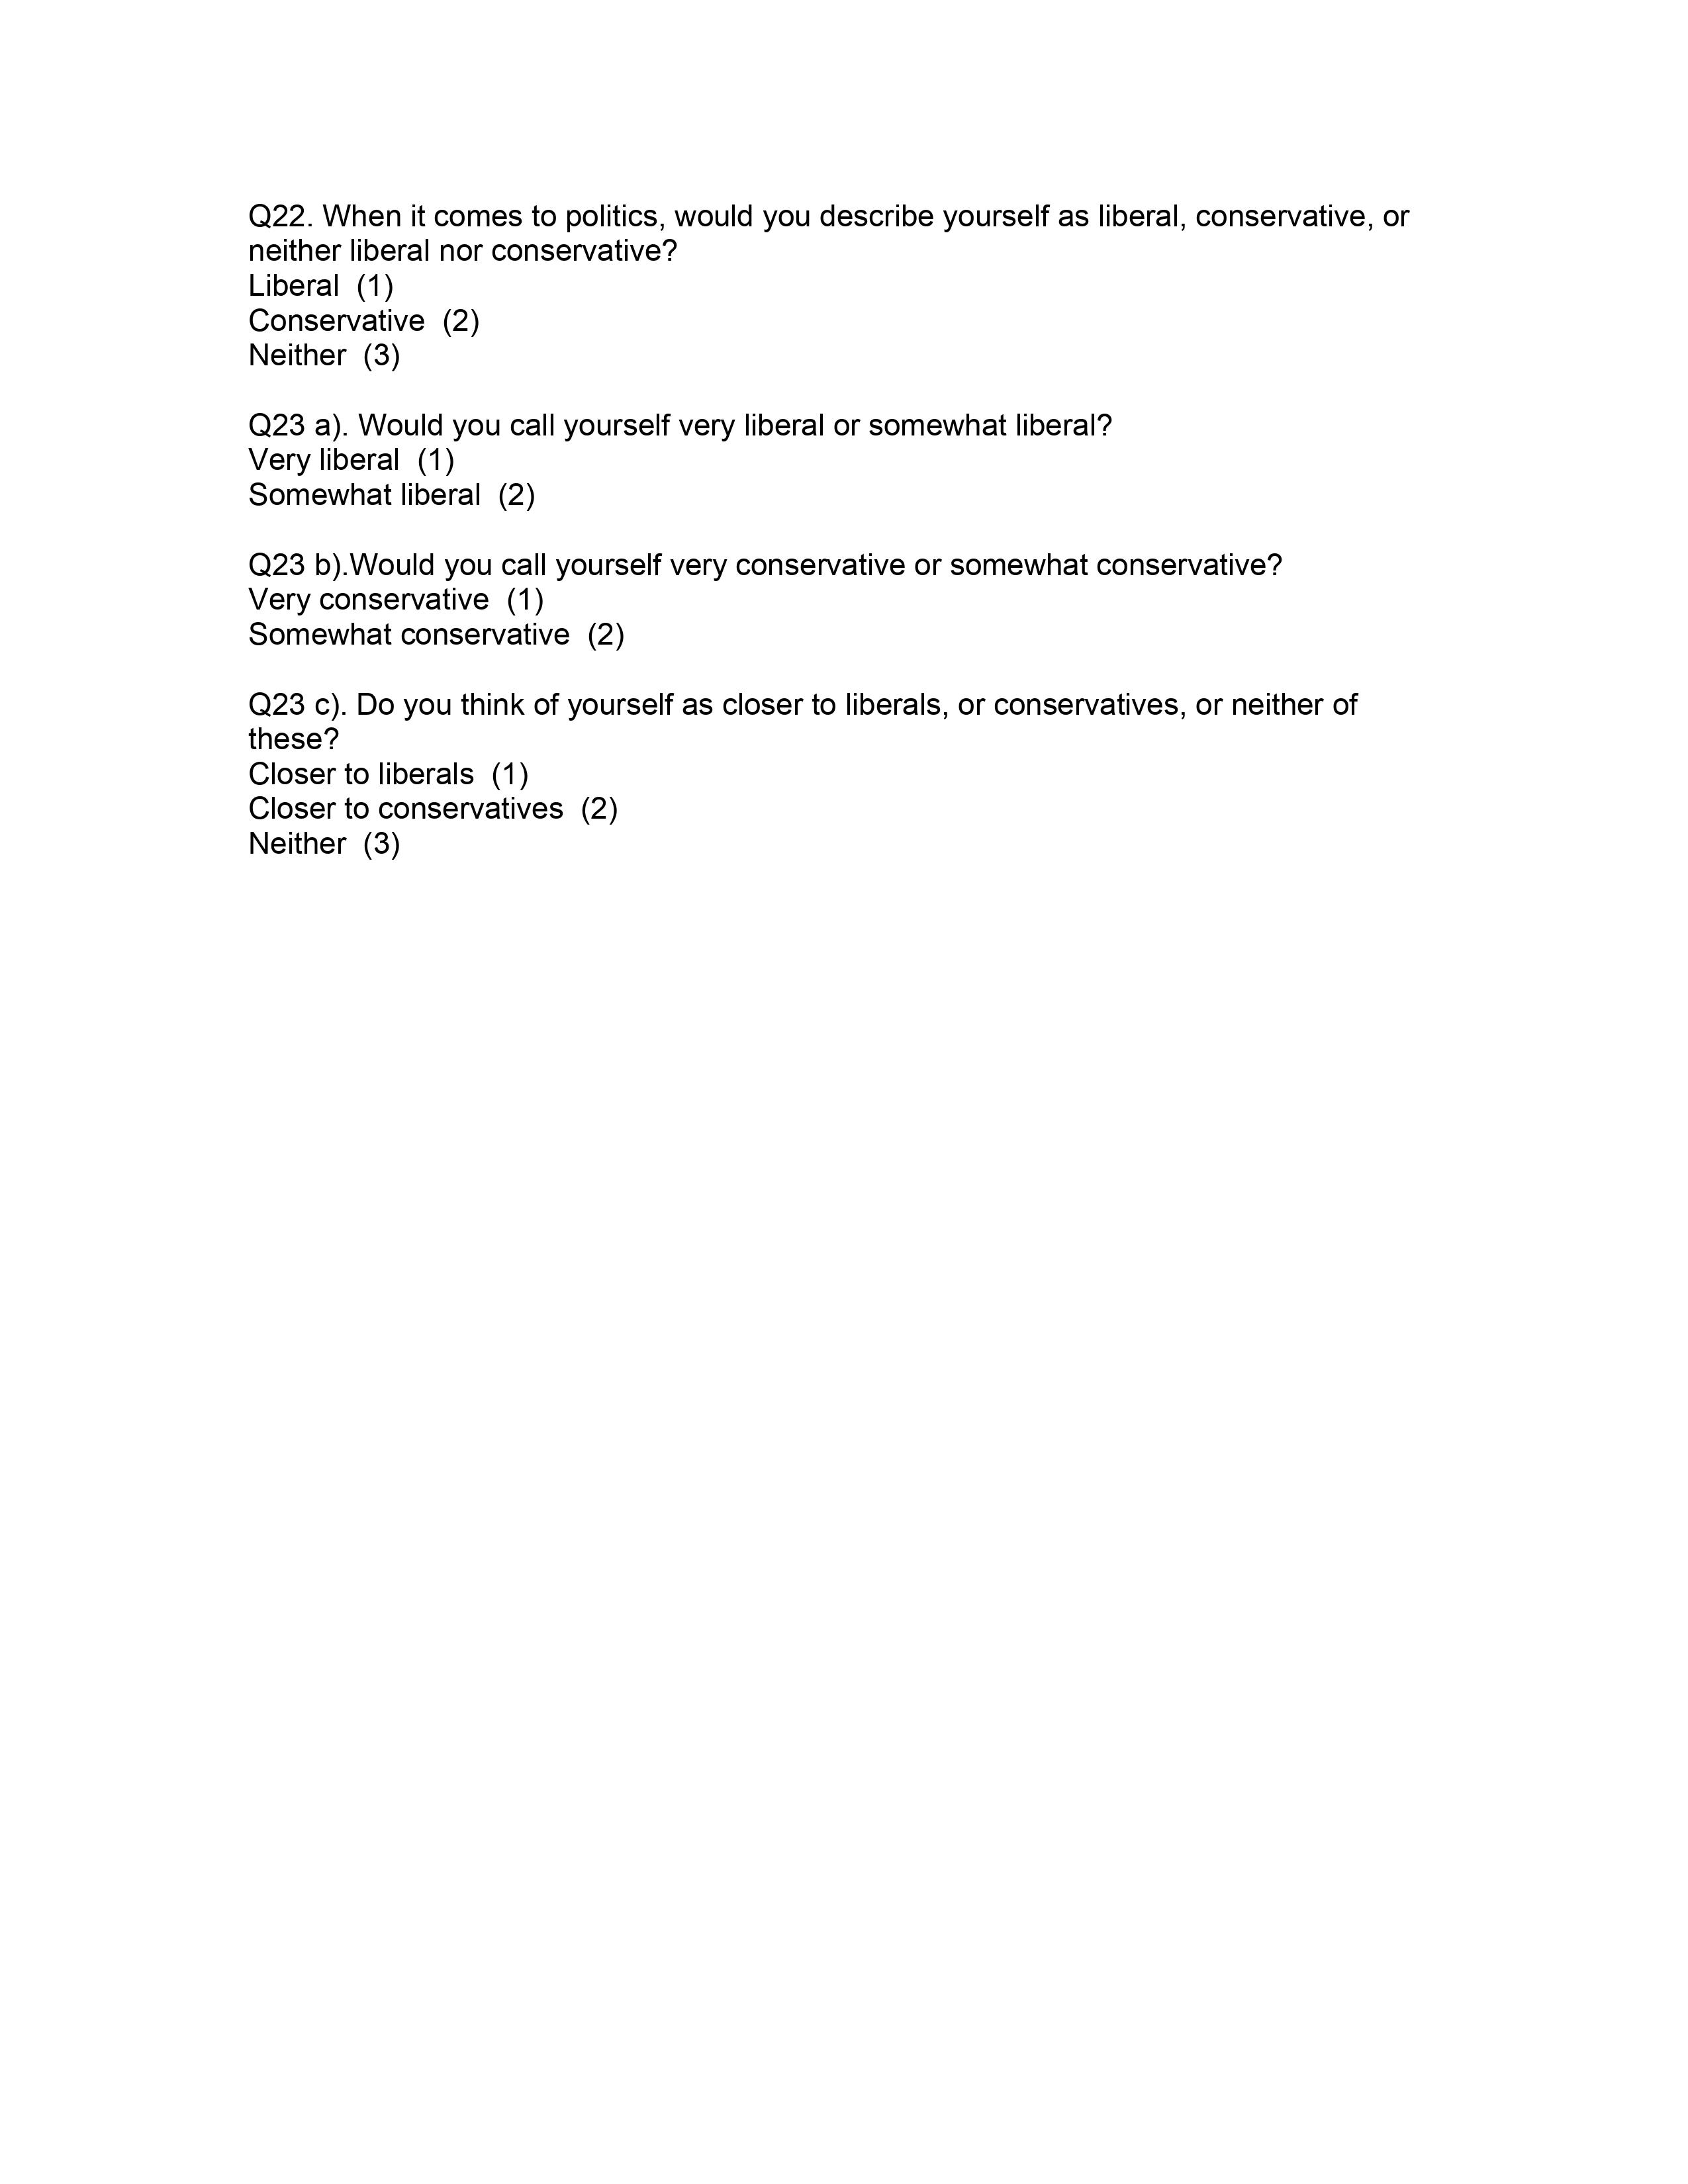 Q22. When it comes to politics, would you describe yourself as liberal, conservative, or
neither liberal nor conservative?
Liberal  (1)
Conservative  (2)
Neither  (3)
Q23 a). Would you call yourself very liberal or somewhat liberal?
Very liberal  (1)
Somewhat liberal  (2)
Q23 b).Would you call yourself very conservative or somewhat conservative?
Very conservative  (1)
Somewhat conservative  (2)
Q23 c). Do you think of yourself as closer to liberals, or conservatives, or neither of
these?
Closer to liberals  (1)
Closer to conservatives  (2)
Neither  (3)